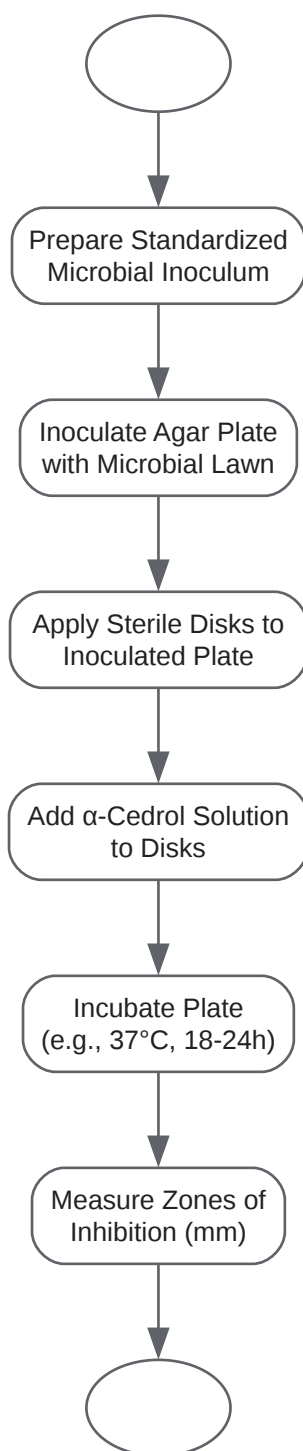 Prepare Standardized
Microbial Inoculum
Inoculate Agar Plate
with Microbial Lawn
Apply Sterile Disks to
Inoculated Plate
Add α-Cedrol Solution
to Disks
Incubate Plate
(e.g., 37°C, 18-24h)
Measure Zones of
Inhibition (mm)